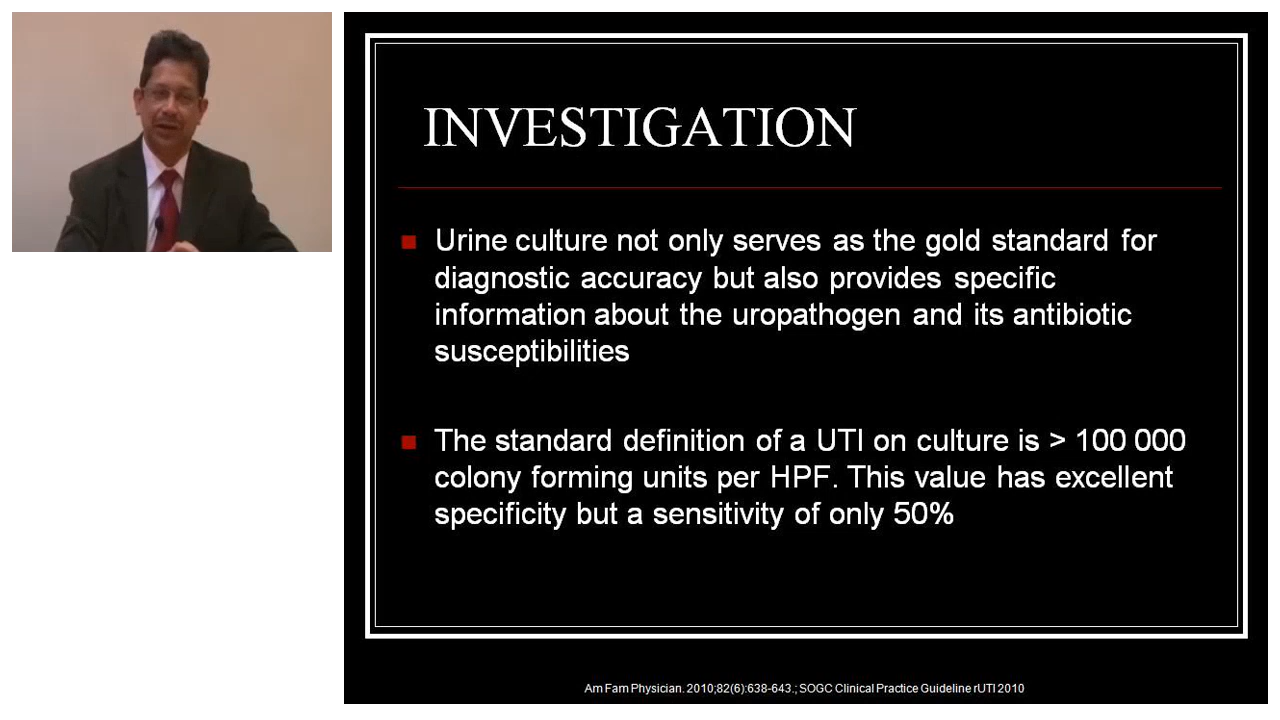 INVESTIGATION
Urine culture not only serves as the gold standard for
diagnostic accuracy but also provides specific
information about the uropathogen and its antibiotic
susceptibilities
The standard definition of a UTI on culture is > 100 000
colony forming units per HPF. This value has excellent
specificity but a sensitivity of only 50%
Am Fam Physician. 2010;82(6):638-643.; SOGC Clinical Practice Guideline rUTI 2010